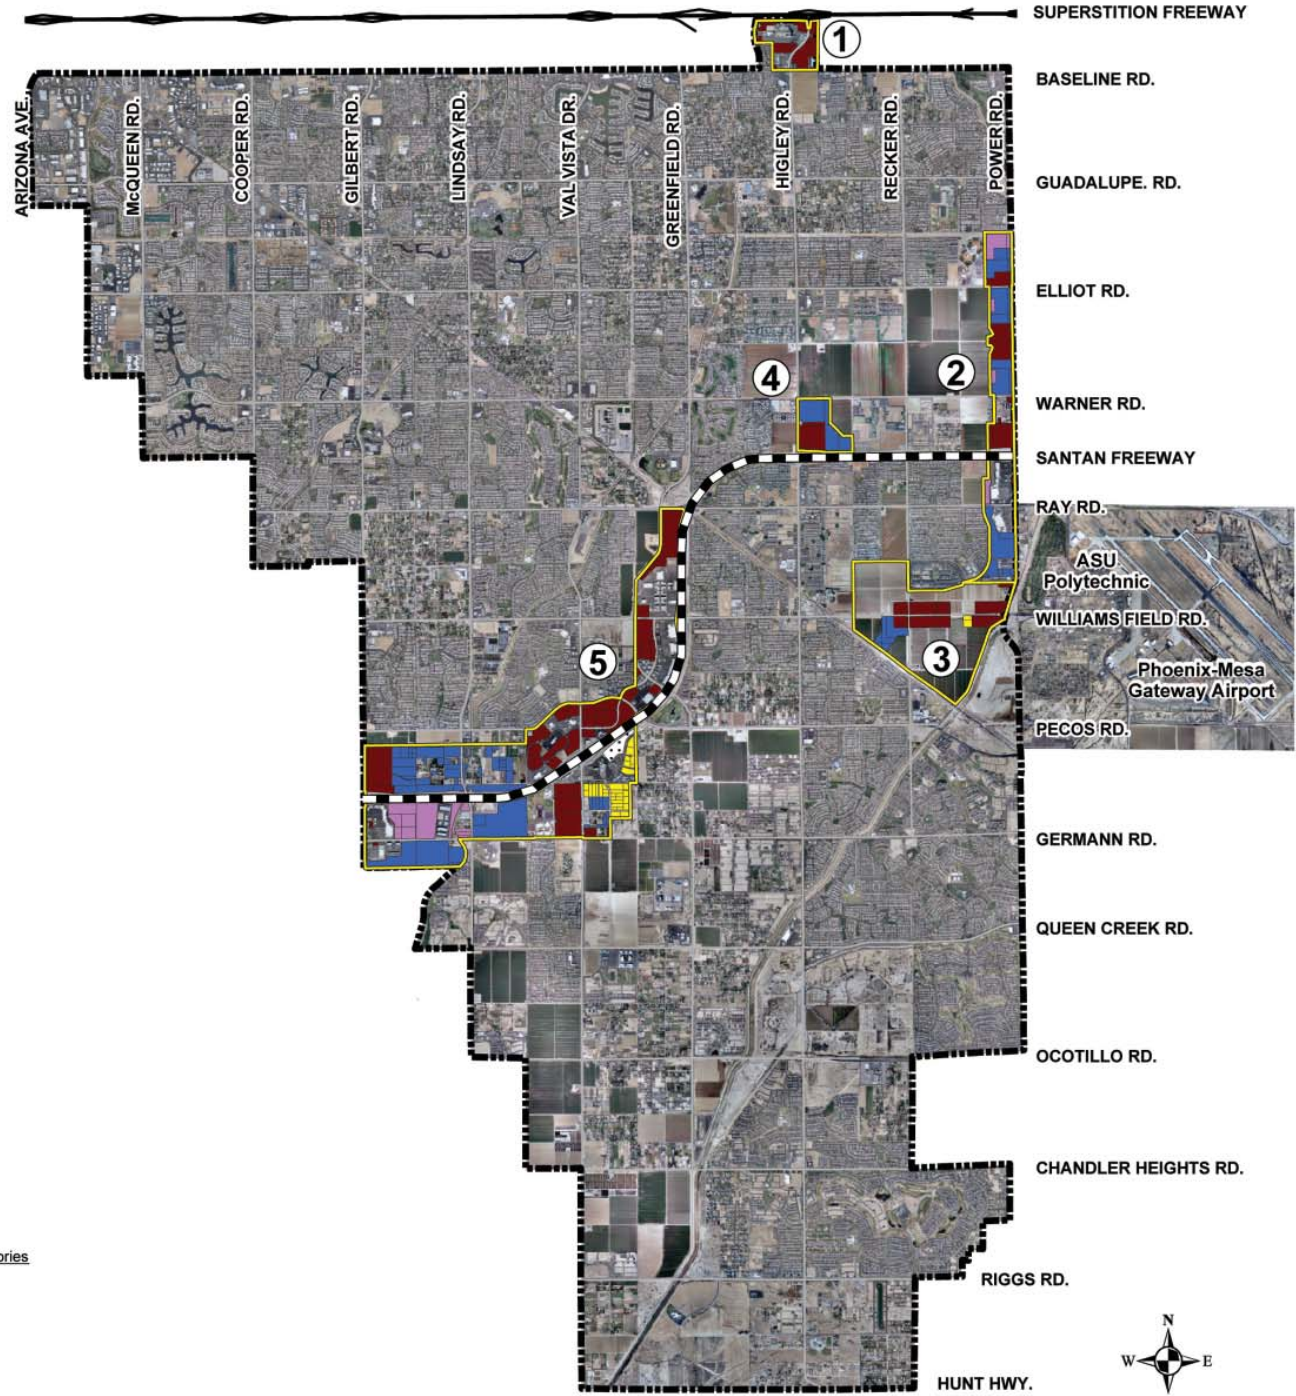 SUPERSTITION FREEWAY
1
BASELINE RD.
ARIZONA AVE.
McQUEEN RD.
COOPER RD.
GILBERT RD.
LINDSAY RD.
VAL VISTA DR.
GREENFIELD RD.
HIGLEY RD.
RECKER RD.
POWER RD.
GUADALUPE. RD.
ELLIOT RD.
4
2
WARNER RD.
SANTAN FREEWAY
RAY RD.
ASU
Polytechnic
WILLIAMS FIELD RD.
5
3
Phoenix-Mesa
Gateway Airport
PECOS RD.
GERMANN RD.
QUEEN CREEK RD.
OCOTILLO RD.
CHANDLER HEIGHTS RD.
ories
RIGGS RD.
N
W E
S
HUNT HWY.